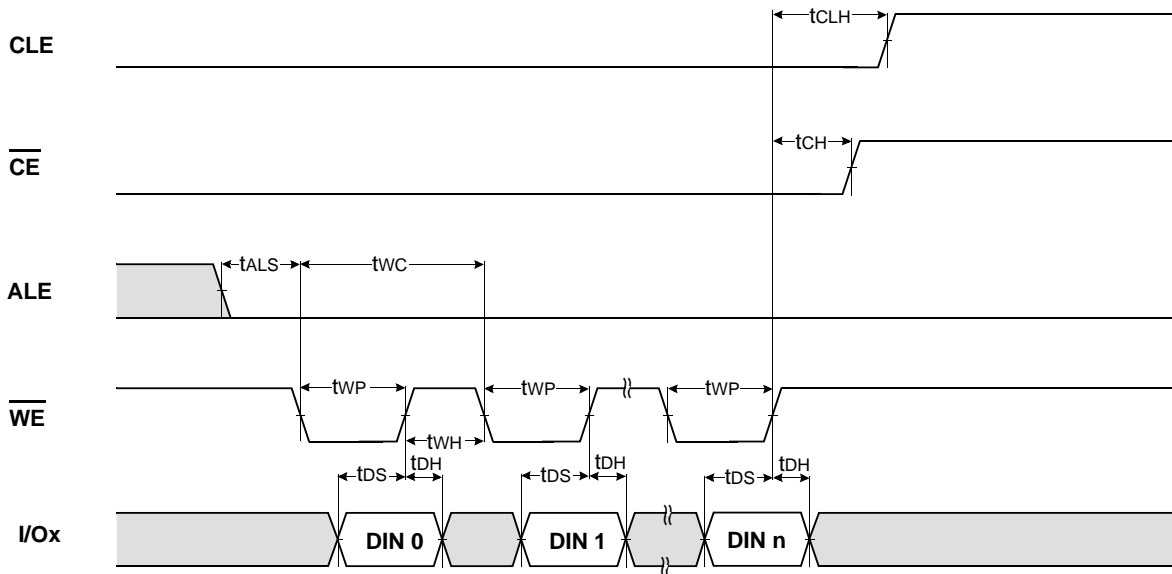 tCLH
CLE
tCH
CE
tALS
tWC
ALE
tWP
tWP
tWP
WE
tWH
tDS
tDH
tDS
tDH
tDS
tDH
I/Ox
DIN 0
DIN 1
DIN n